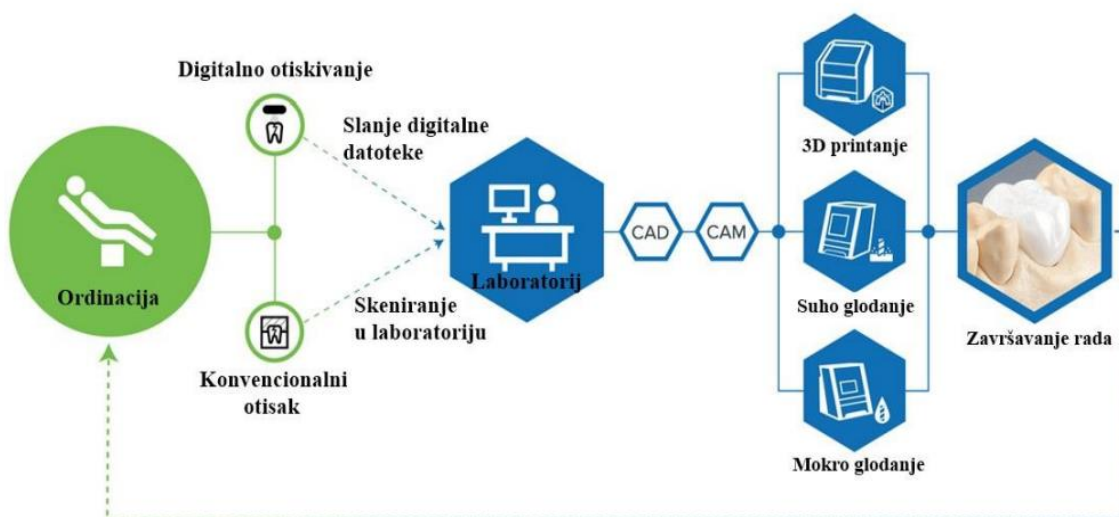 Digitalno otiskivanje
Slanje digitalne
datoteke
Ordinacija
Skeniranje
u laboratoriju
Konvencionalni
otisak
Laboratorij
CAD
CAM
3D printanje
Suho glodanje
Mokro glodanje
Završavanje rada